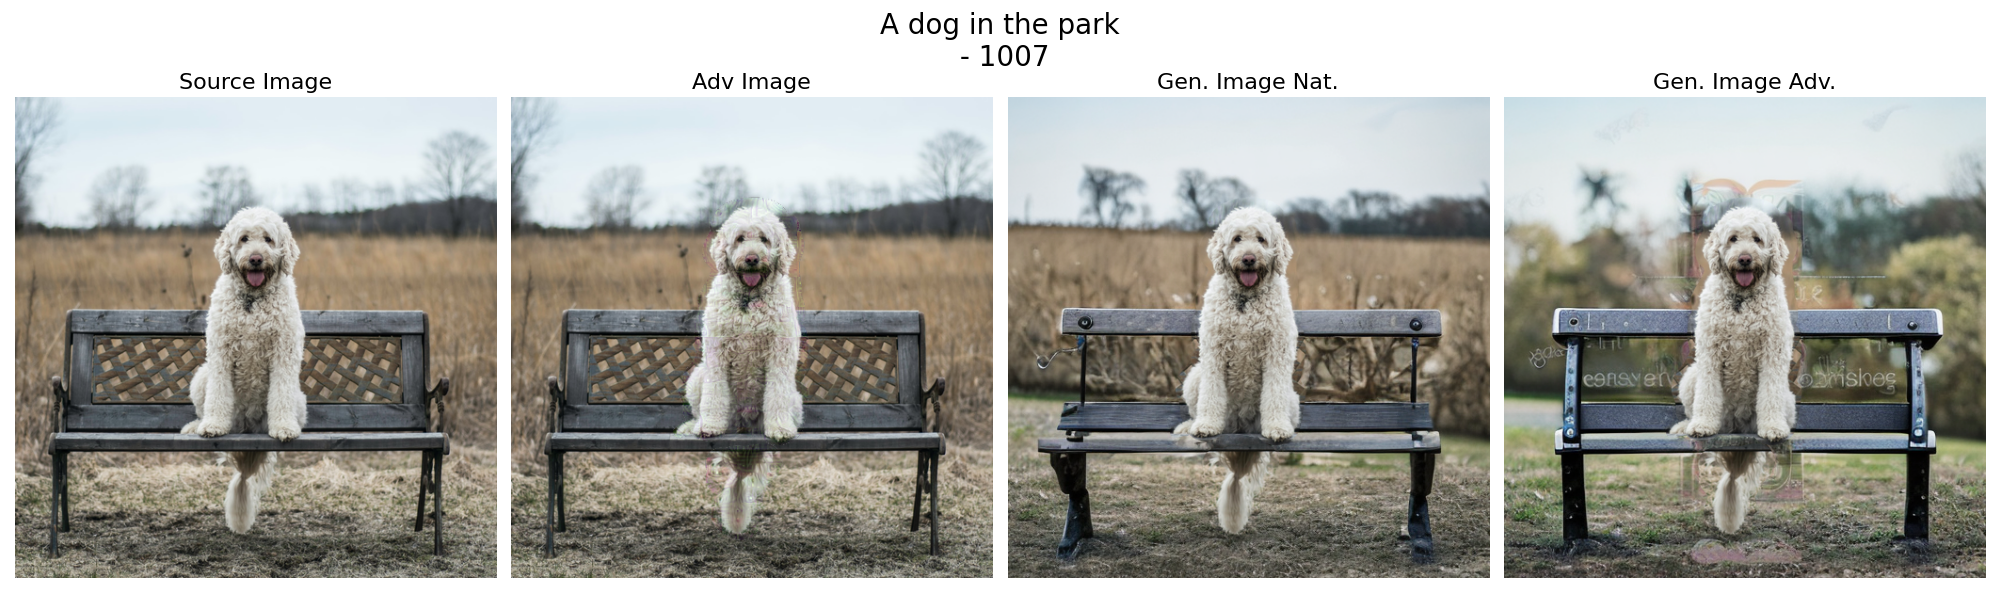 A dog in the park
- 1007
Source Image
Adv Image
Gen. Image Nat.
Gen. Image Adv.